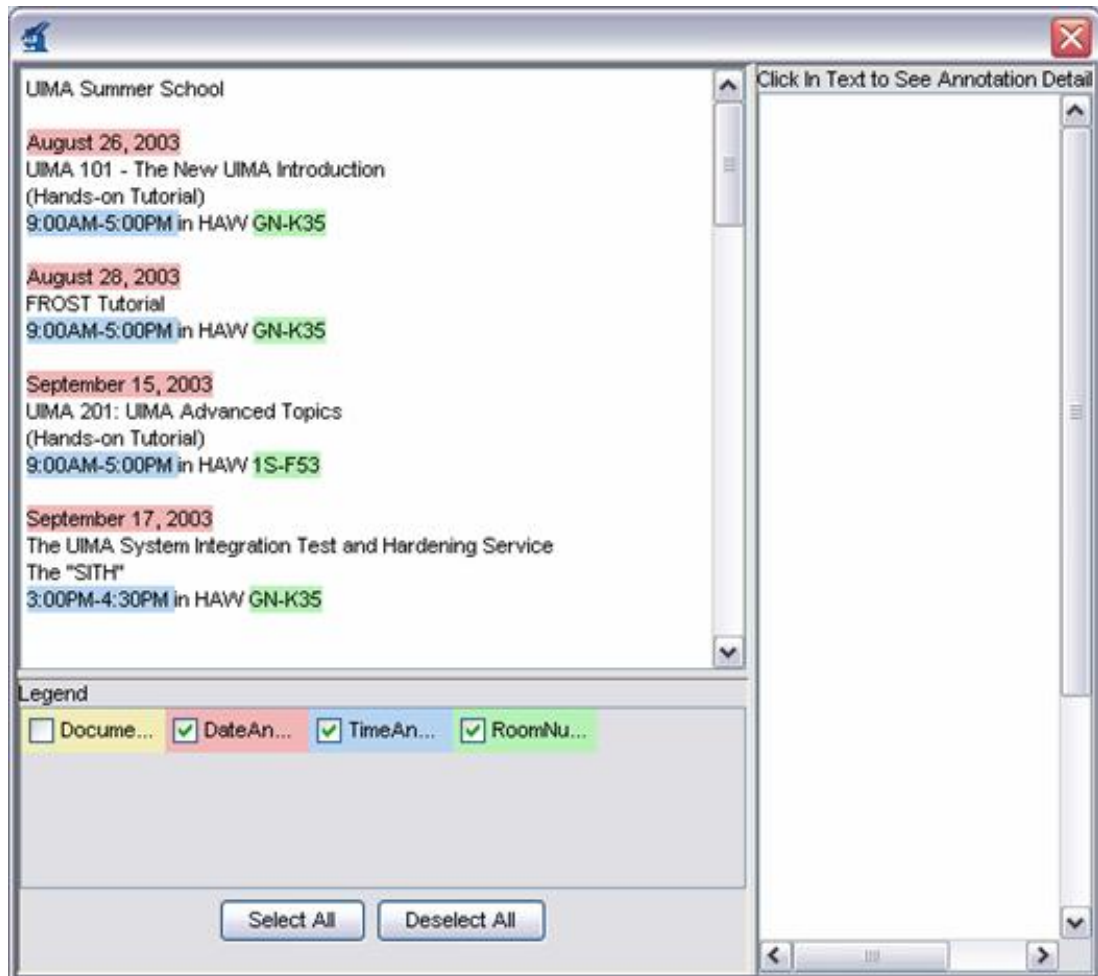 UIMA Summer School
August 26, 2003
UIMA 101 - The New UIMA Introduction
(Hands-on Tutorial)
9:00AM-5:00PM in HAW GN-K35
August 28, 2003
FROST Tutorial
9:00AM-5:00PM in HAW GN-K35
September 15, 2003
UIMA 201: UIMA Advanced Topics
(Hands-on Tutorial)
9:00AM-5:00PM in HAW 1S-F53
September 17, 2003
The UIMA System Integration Test and Hardening Service
The "SITH"
3:00PM-4:30PM in HAW GN-K35
Legend
Docume... DateAn... TimeAn... RoomNu...
Select All Deselect All
Click In Text to See Annotation Detail